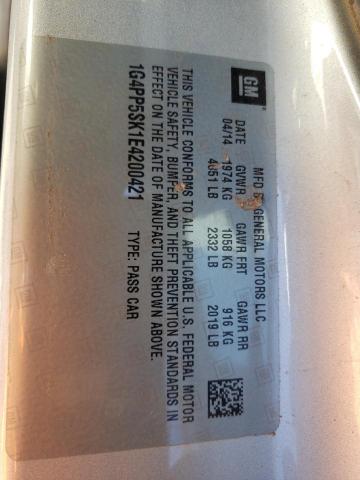 GM
MFD BY GENERAL MOTORS LLC
DATE GVWR GAWR FRT GAWR RR
04/14 1974 KG 1058 KG 916 KG
4351 LB 2332 LB 2019 LB
THIS VEHICLE CONFORMS TO ALL APPLICABLE U.S. FEDERAL MOTOR
VEHICLE SAFETY, BUMPER, AND THEFT PREVENTION STANDARDS IN
EFFECT ON THE DATE OF MANUFACTURE SHOWN ABOVE.
1G4PP5SK1E4200421 TYPE: PASS CAR